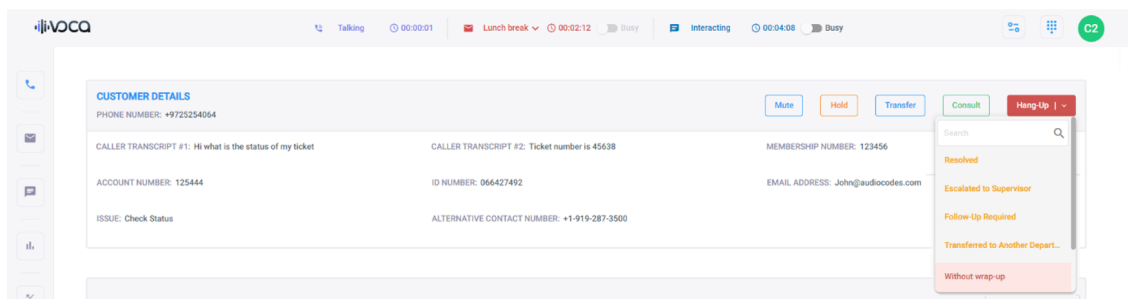 VOCA
Talking 00:00:01 Lunch break 00:02:12 Busy Interacting 00:04:08 Busy C2
CUSTOMER DETAILS
PHONE NUMBER: +9725254064
Mute Hold Transfer Consult Hang-Up
Search
CALLER TRANSCRIPT #1: Hi what is the status of my ticket CALLER TRANSCRIPT #2: Ticket number is 45638 MEMBERSHIP NUMBER: 123456
Resolved
ACCOUNT NUMBER: 125444 ID NUMBER: 066427492 EMAIL ADDRESS: John@audiocodes.com
Escalated to Supervisor
ISSUE: Check Status ALTERNATIVE CONTACT NUMBER: +1-919-287-3500
Follow-Up Required
Transferred to Another Depart...
Without wrap-up